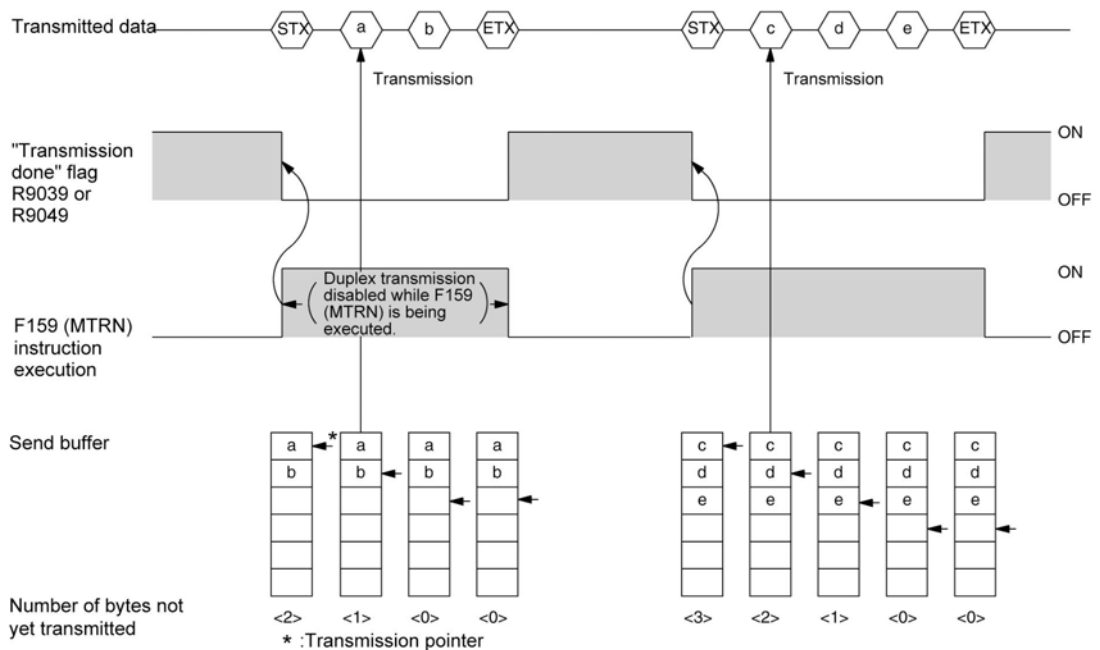 Transmitted data
STX a b ETX STX c d e ETX
Transmission Transmission
"Transmission
done" flag
R9039 or
R9049
ON
OFF
Duplex transmission
disabled while F159
(MTRN) is being
executed.
ON
OFF
F159 (MTRN)
instruction
execution
Send buffer
a * a a a c c c c c
b b b b d d d d d
e e e e e
Number of bytes not
yet transmitted
<2> <1> <0> <0> <3> <2> <1> <0> <0>
* :Transmission pointer